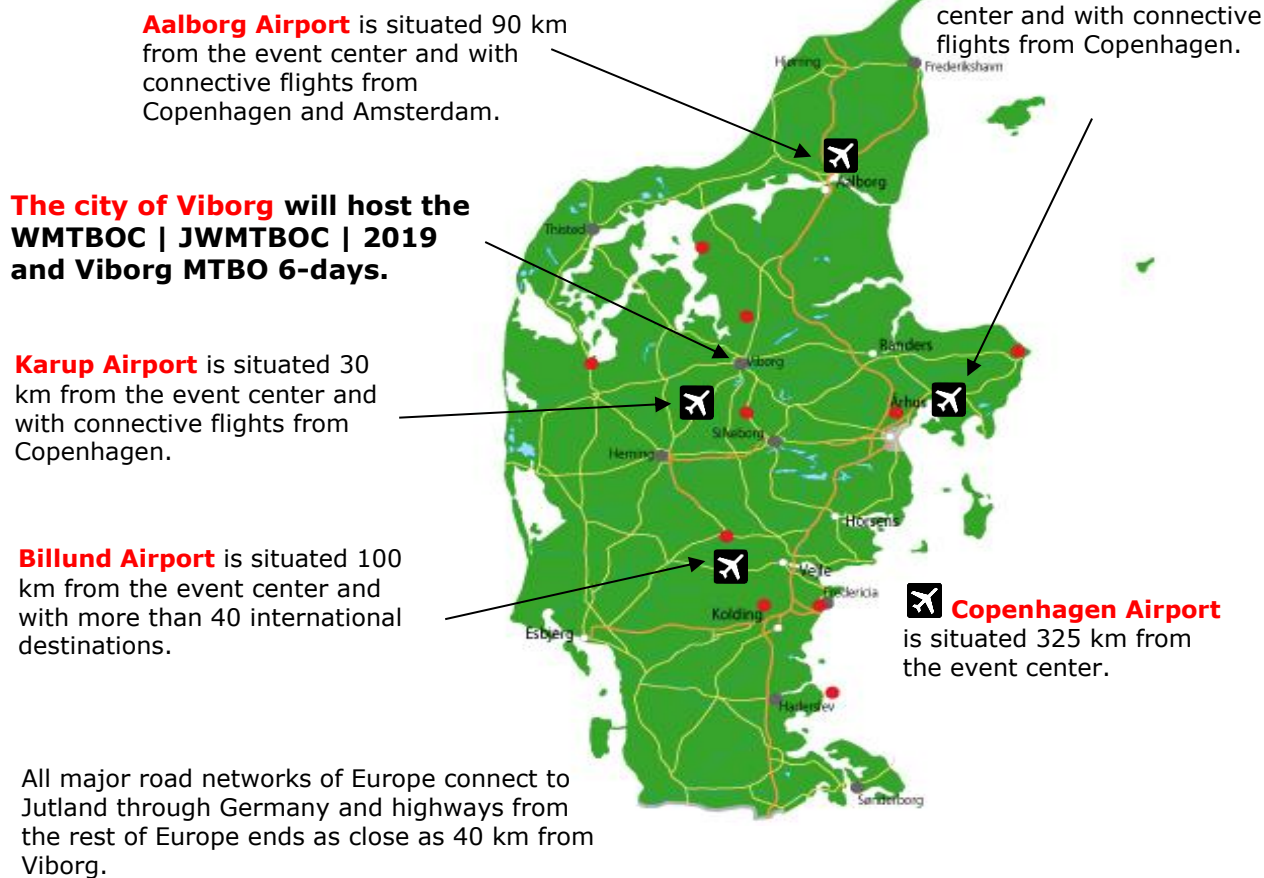 Aalborg Airport is situated 90 km
from the event center and with
connective flights from
Copenhagen and Amsterdam.
center and with connective
flights from Copenhagen.
The city of Viborg will host the
WMTBOC | JWMTBOC | 2019
and Viborg MTBO 6-days.
Karup Airport is situated 30
km from the event center and
with connective flights from
Copenhagen.
Billund Airport is situated 100
km from the event center and
with more than 40 international
destinations.
Copenhagen Airport
is situated 325 km from
the event center.
All major road networks of Europe connect to
Jutland through Germany and highways from
the rest of Europe ends as close as 40 km from
Viborg.
Hjørring
Frederikshavn
Aalborg
Thisted
Viborg
Randers
Århus
Silkeborg
Herning
Horsens
Vejle
Fredericia
Kolding
Esbjerg
Haderslev
Sønderborg